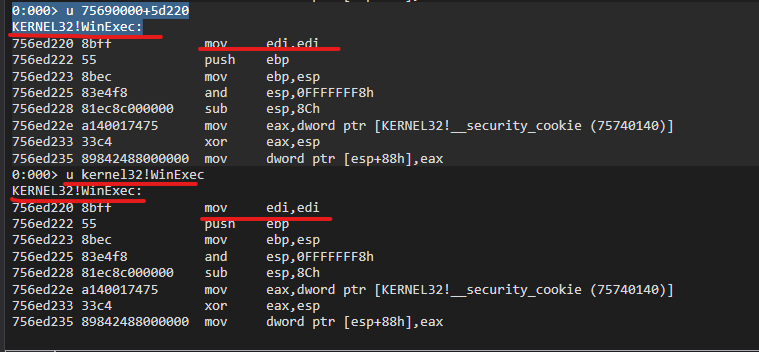 0:000> u 75690000+5d220
KERNEL32!WinExec:
756ed220 8bff            mov     edi,edi
756ed222 55              push    ebp
756ed223 8bec            mov     ebp,esp
756ed225 83e4f8          and     esp,0FFFFFFF8h
756ed228 81ec8c000000    sub     esp,8Ch
756ed22e a140017475      mov     eax,dword ptr [KERNEL32!__security_cookie (75740140)]
756ed233 33c4            xor     eax,esp
756ed235 89842488000000  mov     dword ptr [esp+88h],eax
0:000> u kernel32!WinExec
KERNEL32!WinExec:
756ed220 8bff            mov     edi,edi
756ed222 55              push    ebp
756ed223 8bec            mov     ebp,esp
756ed225 83e4f8          and     esp,0FFFFFFF8h
756ed228 81ec8c000000    sub     esp,8Ch
756ed22e a140017475      mov     eax,dword ptr [KERNEL32!__security_cookie (75740140)]
756ed233 33c4            xor     eax,esp
756ed235 89842488000000  mov     dword ptr [esp+88h],eax